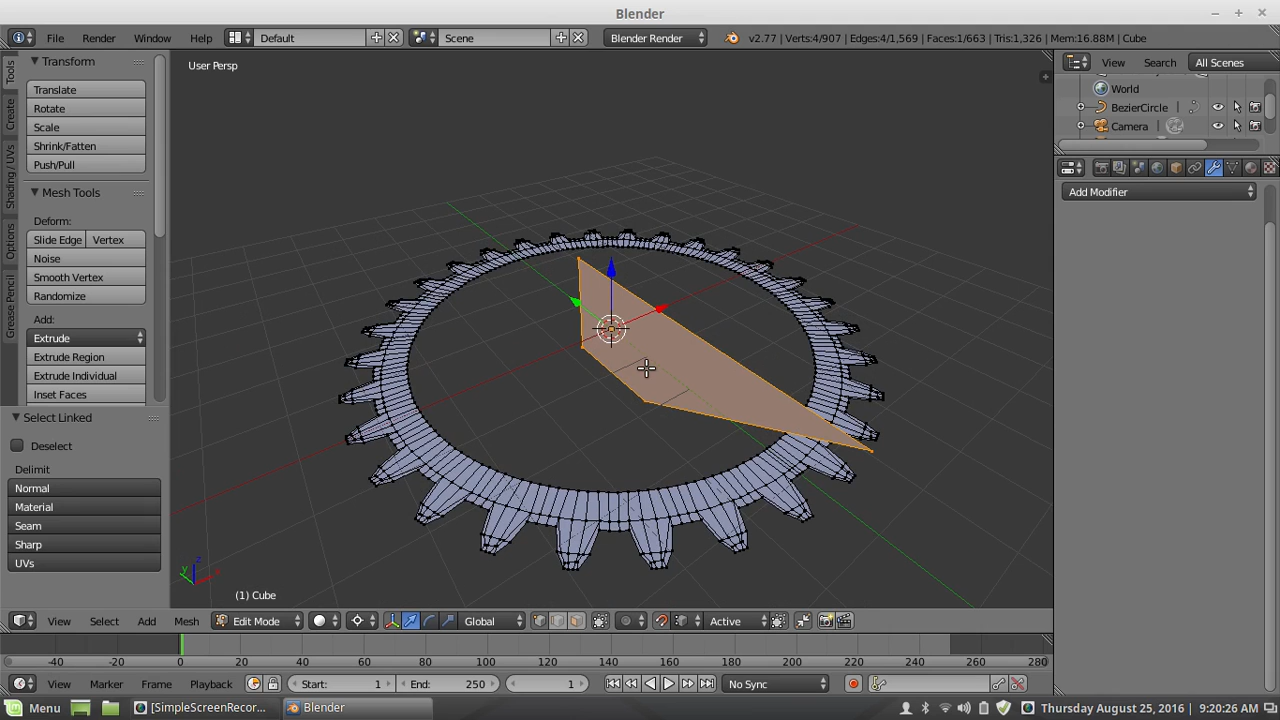 Blender
File Render Window Help Default Scene Blender Render v2.77 | Verts:4/907 | Edges:4/1,569 | Faces:1/663 | Tris:1,326 | Mem:16.88M | Cube
Tools
Create
Shading / UVs
Options
Grease Pencil
Transform
Translate
Rotate
Scale
Shrink/Fatten
Push/Pull
Mesh Tools
Deform:
Slide Edge Vertex
Noise
Smooth Vertex
Randomize
Add:
Extrude
Extrude Region
Extrude Individual
Inset Faces
Select Linked
Deselect
Delimit
Normal
Material
Seam
Sharp
UVs
User Persp
z
y
x
(1) Cube
View Search All Scenes
World
BezierCircle
Camera
Add Modifier
View Select Add Mesh Edit Mode Global Active
-40 -20 0 20 40 60 80 100 120 140 160 180 200 220 240 260 280
View Marker Frame Playback Start: 1 End: 250 1 No Sync
Menu [SimpleScreenRecor... Blender Thursday August 25, 2016 9:20:26 AM